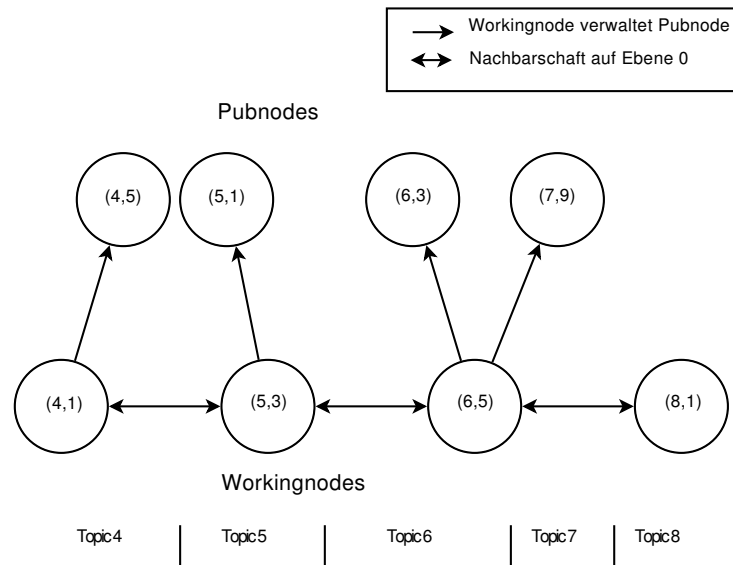 Workingnode verwaltet Pubnode
Nachbarschaft auf Ebene 0
Pubnodes
(4,5) (5,1) (6,3) (7,9)
(4,1) (5,3) (6,5) (8,1)
Workingnodes
Topic4 Topic5 Topic6 Topic7 Topic8